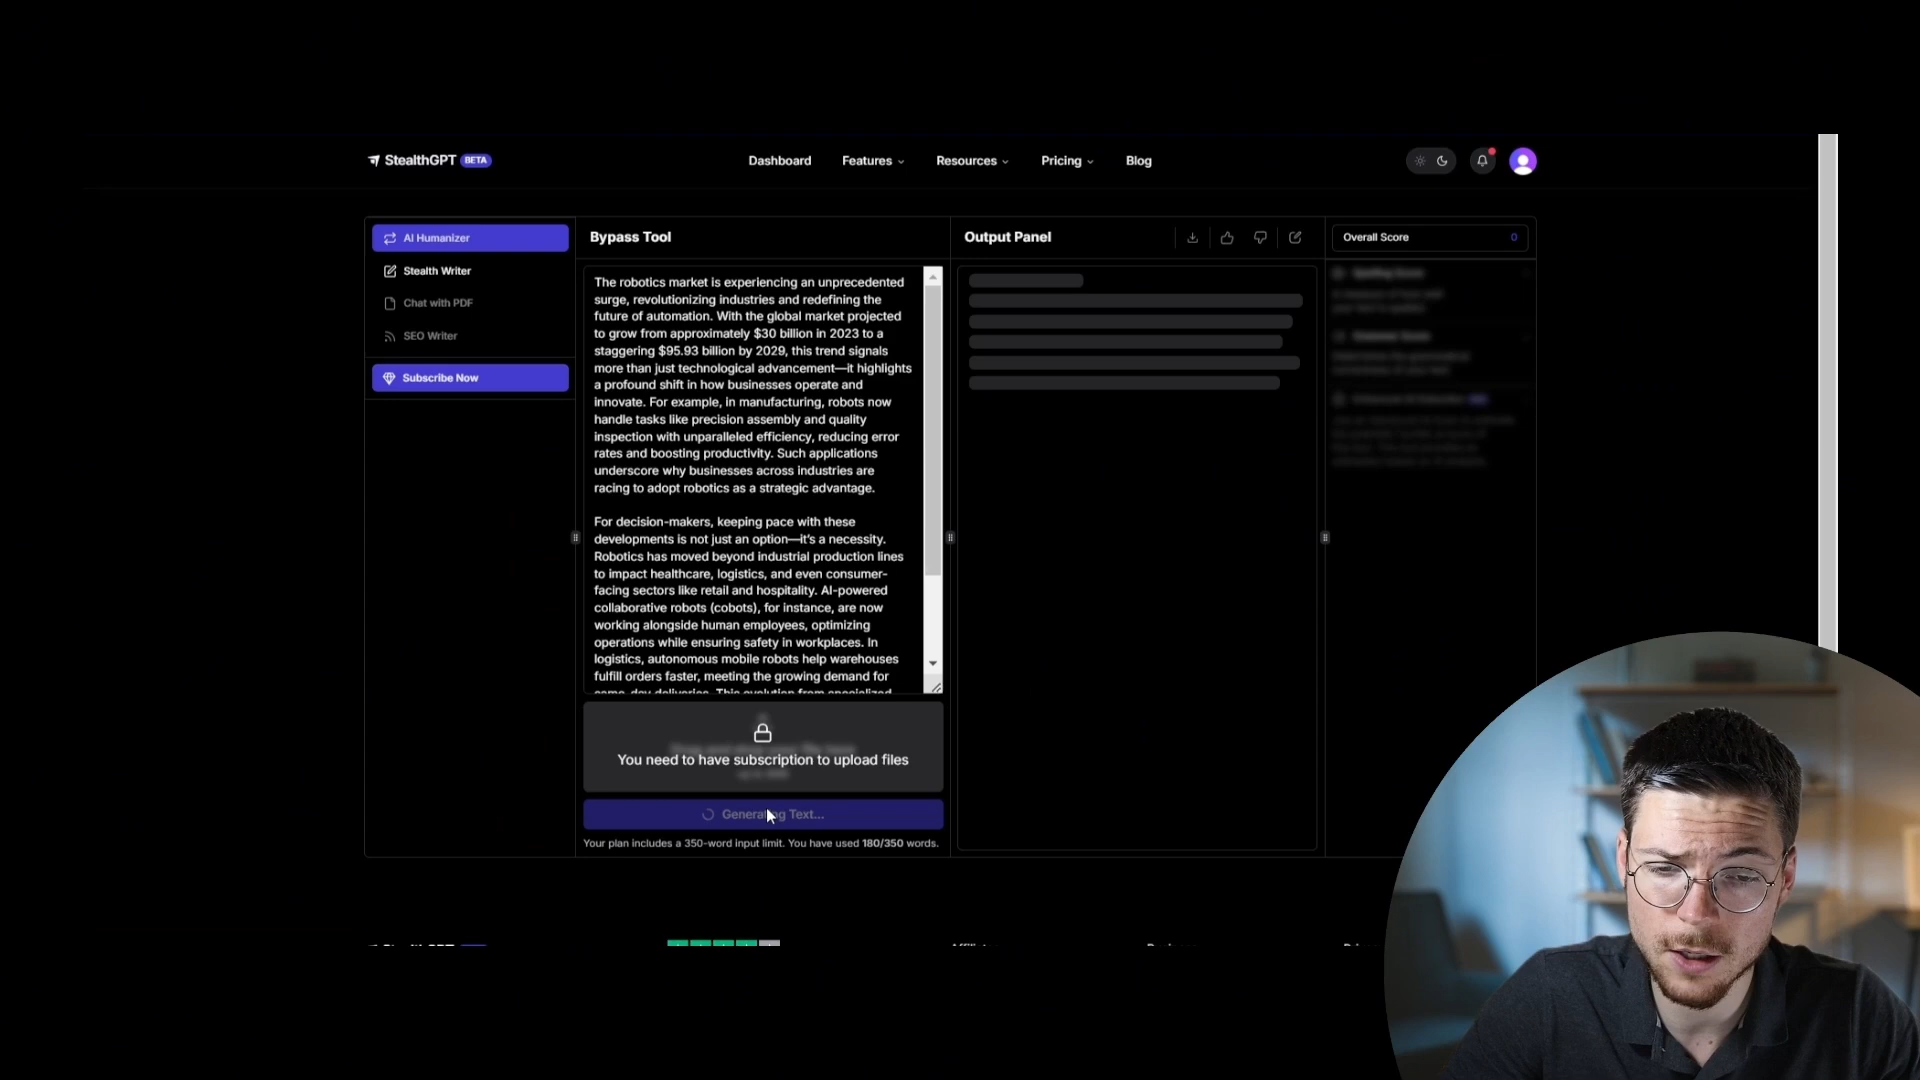 StealthGPT BETA
Dashboard Features Resources Pricing Blog
AI Humanizer
Stealth Writer
Chat with PDF
SEO Writer
Subscribe Now
Bypass Tool
The robotics market is experiencing an unprecedented
surge, revolutionizing industries and redefining the
future of automation. With the global market projected
to grow from approximately $30 billion in 2023 to a
staggering $95.93 billion by 2029, this trend signals
more than just technological advancement—it highlights
a profound shift in how businesses operate and
innovate. For example, in manufacturing, robots now
handle tasks like precision assembly and quality
inspection with unparalleled efficiency, reducing error
rates and boosting productivity. Such applications
underscore why businesses across industries are
racing to adopt robotics as a strategic advantage.
For decision-makers, keeping pace with these
developments is not just an option—it's a necessity.
Robotics has moved beyond industrial production lines
to impact healthcare, logistics, and even consumer-
facing sectors like retail and hospitality. AI-powered
collaborative robots (cobots), for instance, are now
working alongside human employees, optimizing
operations while ensuring safety in workplaces. In
logistics, autonomous mobile robots help warehouses
fulfill orders faster, meeting the growing demand for
same-day deliveries. This evolution from specialized
You need to have subscription to upload files
Generating Text...
Your plan includes a 350-word input limit. You have used 180/350 words.
Output Panel
Overall Score 0